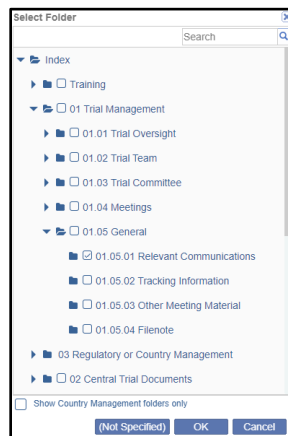 Select Folder
Search
Index
Training
01 Trial Management
01.01 Trial Oversight
01.02 Trial Team
01.03 Trial Committee
01.04 Meetings
01.05 General
01.05.01 Relevant Communications
01.05.02 Tracking Information
01.05.03 Other Meeting Material
01.05.04 Filenote
03 Regulatory or Country Management
02 Central Trial Documents
Show Country Management folders only
(Not Specified) OK Cancel